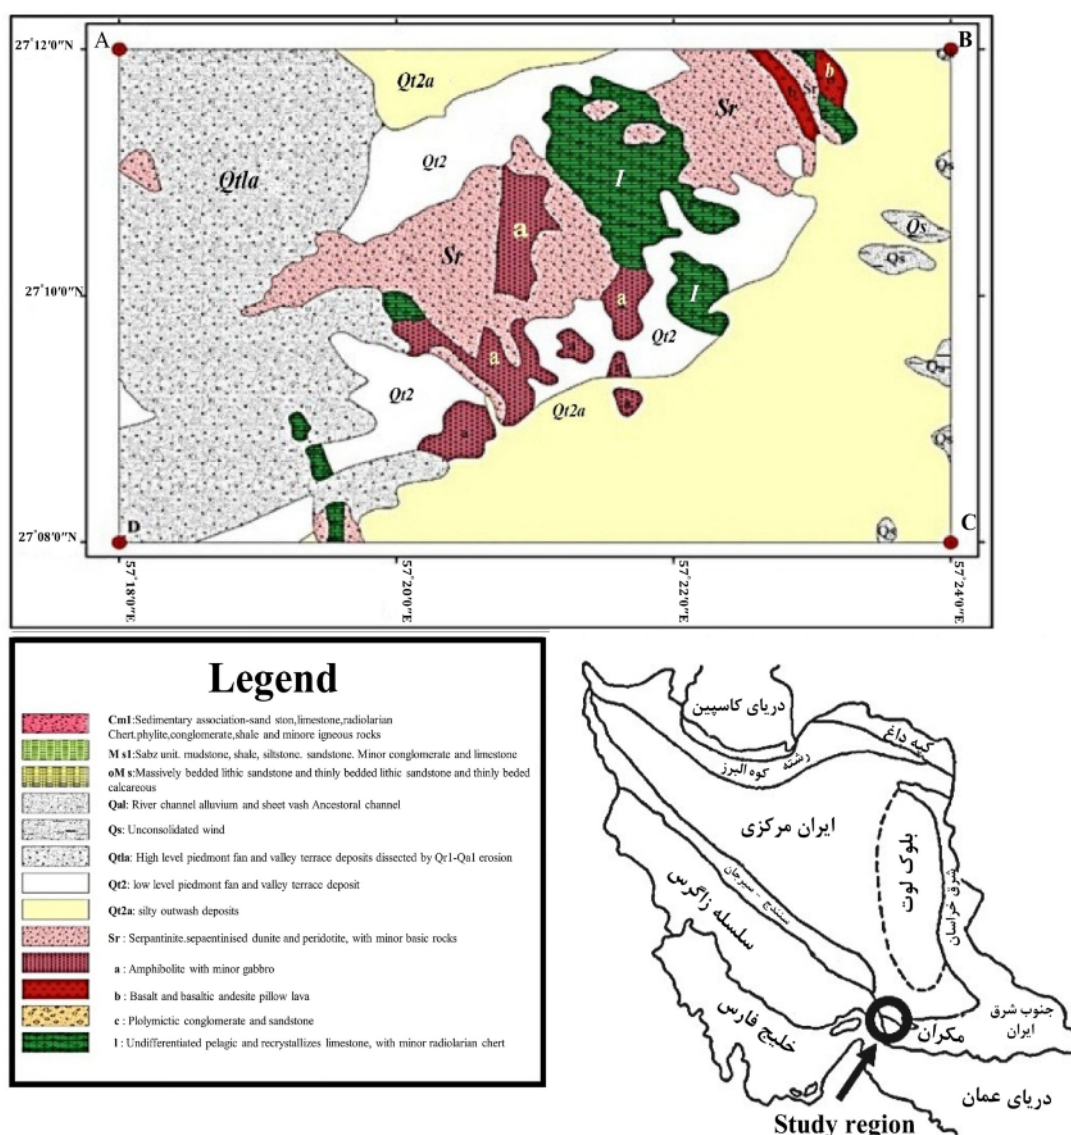 A
B
27°12'0"N
Qt2a
b
b
Sr
Sr
Qt2
Qs
Qtla
I
a
Qs
Sr
Qs
27°10'0"N
I
a
Qt2
a
Qs
Qt2
Qt2a
a
Qs
D
C
27°08'0"N
Qs
57°18'0"E
57°20'0"E
57°22'0"E
57°24'0"E
Legend
Cm1:Sedimentary association-sand ston,limestone,radiolarian
Chert.phylite,conglomerate,shale and minore igneous rocks
M s1:Sabz unit. mudstone, shale, siltstone. sandstone. Minor conglomerate and limestone
oM s:Massively bedded lithic sandstone and thinly bedded lithic sandstone and thinly beded
calcareous
Qal: River channel alluvium and sheet vash Ancestoral channel
Qs: Unconsolidated wind
Qtla: High level piedmont fan and valley terrace deposits dissected by Qr1-Qa1 erosion
Qt2: low level piedmont fan and valley terrace deposit
Qt2a: silty outwash deposits
Sr : Serpantinite.sepaentinised dunite and peridotite, with minor basic rocks
a : Amphibolite with minor gabbro
b : Basalt and basaltic andesite pillow lava
c : Plolymictic conglomerate and sandstone
l : Undifferentiated pelagic and recrystallizes limestone, with minor radiolarian chert
دریای کاسپین
کپه داغ
رشته کوه البرز
ایران مرکزی
بلوک لوت
شرق خراسان
سنندج - سیرجان
سلسله زاگرس
جنوب شرق
ایران
مکران
خلیج فارس
دریای عمان
Study region